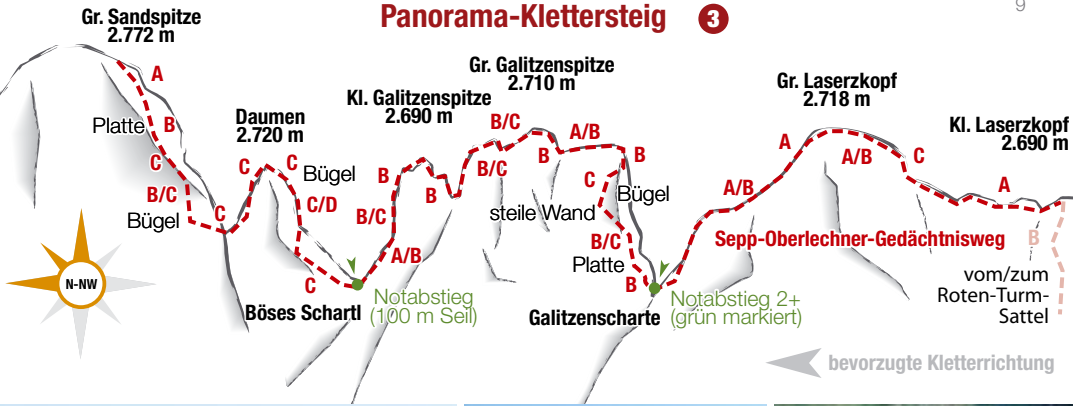 Panorama-Klettersteig 3
9
Gr. Sandspitze
2.772 m
A
Platte
B
C
B/C
Bügel
C
Daumen
2.720 m
C
C
Bügel
C/D
C
Böses Schartl
Notabstieg
(100 m Seil)
Kl. Galitzenspitze
2.690 m
B
B
B/C
A/B
Gr. Galitzenspitze
2.710 m
B/C
B/C
A/B
B
B
C
Bügel
steile Wand
B/C
Platte
B
Galitzenscharte
Notabstieg 2+
(grün markiert)
Gr. Laserzkopf
2.718 m
A
A/B
A/B
C
Kl. Laserzkopf
2.690 m
A
Sepp-Oberlechner-Gedächtnisweg
B
vom/zum
Roten-Turm-
Sattel
N-NW
bevorzugte Kletterrichtung